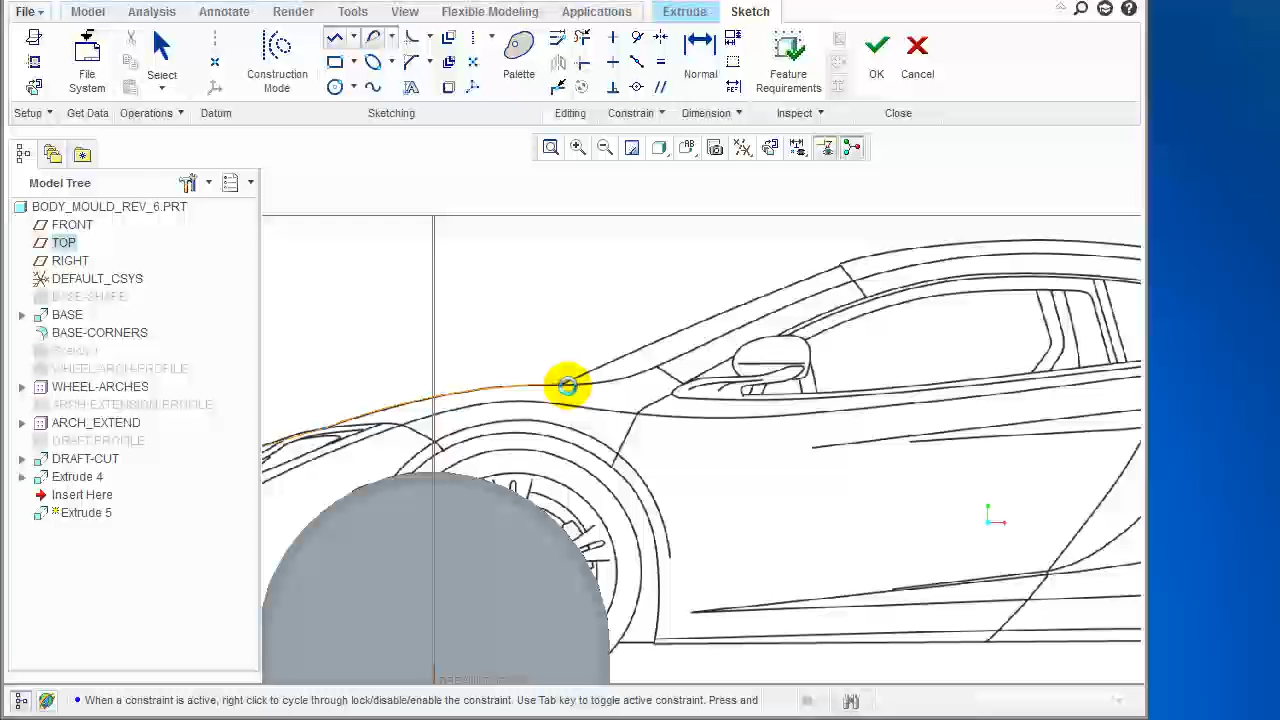 File Model Analysis Annotate Render Tools View Flexible Modeling Applications Extrude Sketch
File System
Select
Construction Mode
Palette
Normal
Feature Requirements
OK Cancel
Setup Get Data Operations Datum Sketching Editing Constrain Dimension Inspect Close
Model Tree
BODY_MOULD_REV_6.PRT
FRONT
TOP
RIGHT
DEFAULT_CSYS
BASE-SHAPE
BASE
BASE-CORNERS
WHEEL-ARCH-PROFILE
WHEEL-ARCHES
ARCH-EXTENSION-PROFILE
ARCH_EXTEND
DRAFT-PROFILE
DRAFT-CUT
Extrude 4
Insert Here
Extrude 5
When a constraint is active, right click to cycle through lock/disable/enable the constraint. Use Tab key to toggle active constraint. Press and